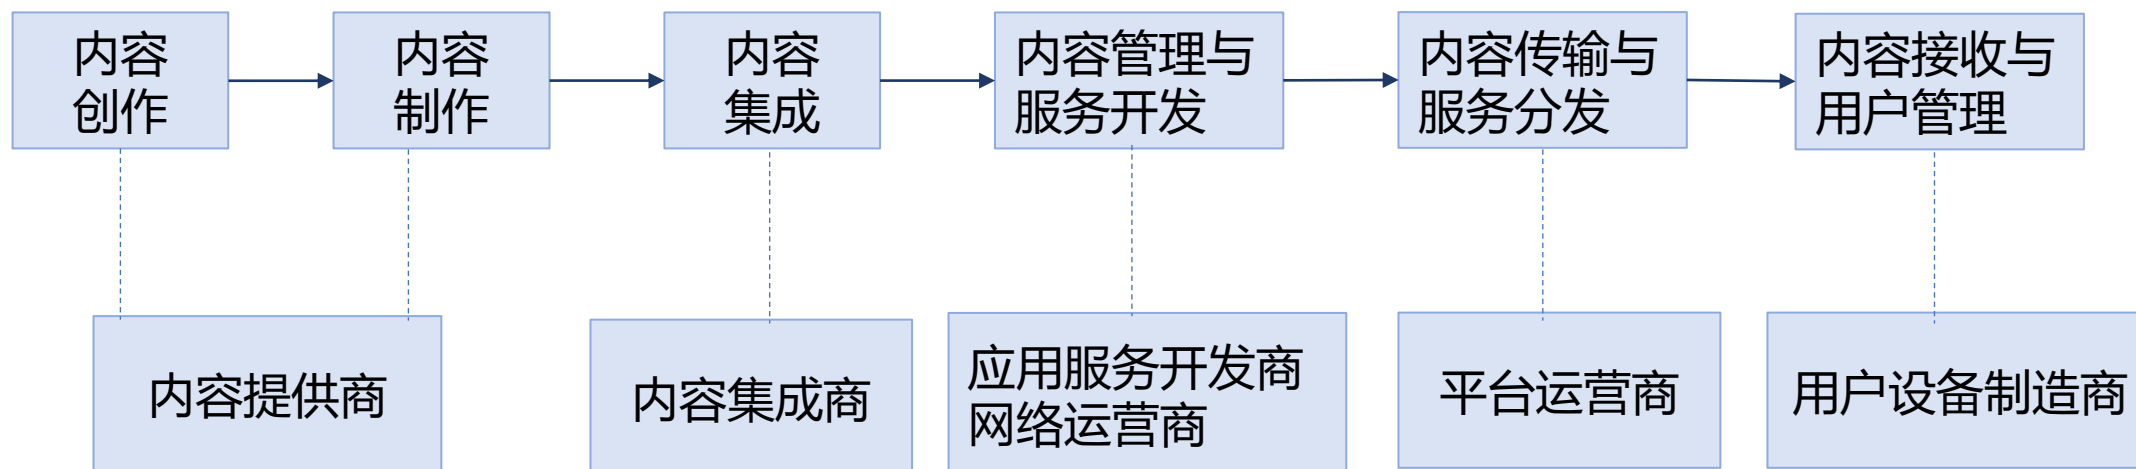 内容
创作
内容
制作
内容
集成
内容管理与
服务开发
内容传输与
服务分发
内容接收与
用户管理
内容提供商
内容集成商
应用服务开发商
网络运营商
平台运营商
用户设备制造商